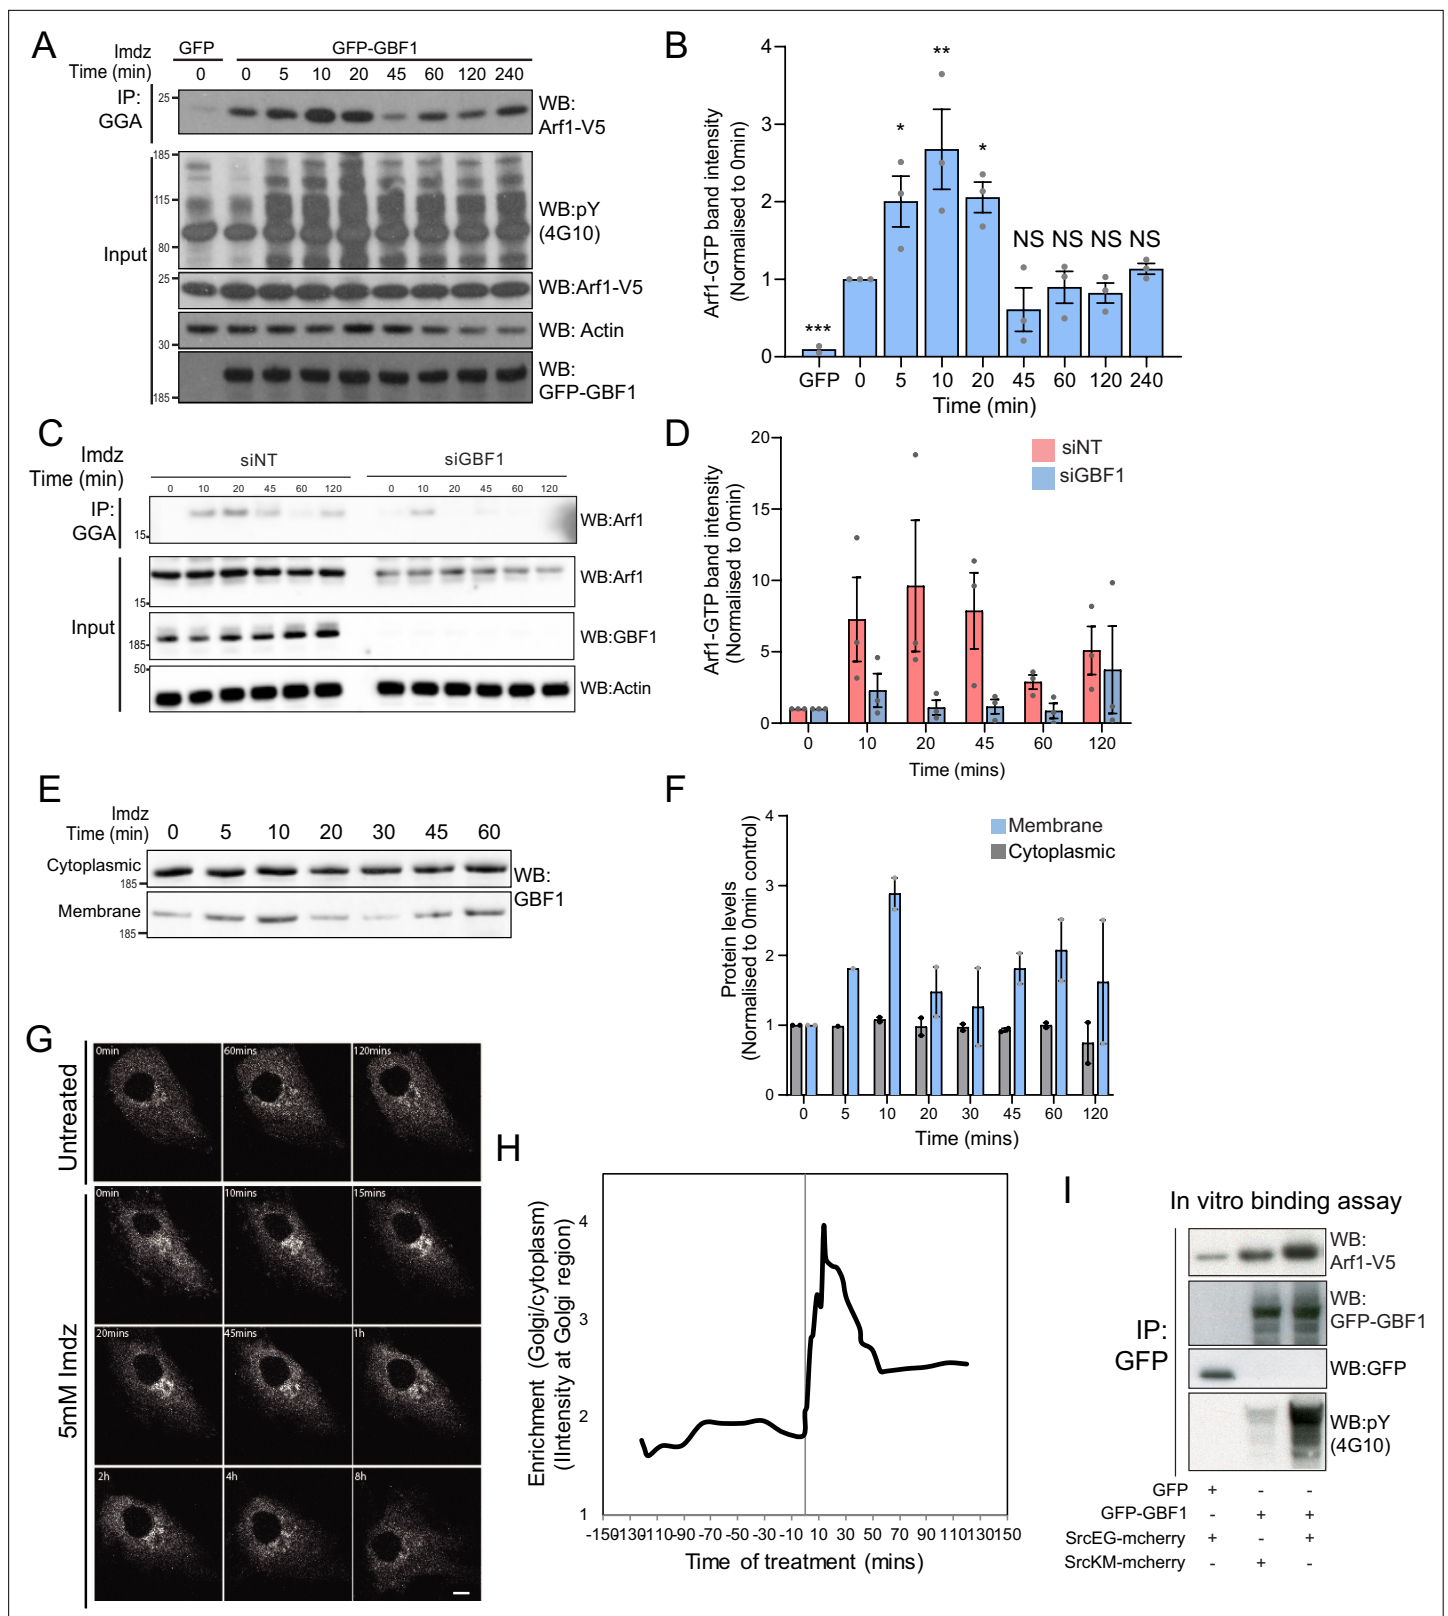 A
Imdz
Time (min)
GFP
GFP-GBF1
0 0 5 10 20 45 60 120 240
IP:
GGA
25
WB:
Arf1-V5
Input
185
115
80
WB:pY
(4G10)
25
WB:Arf1-V5
30
WB: Actin
185
WB:
GFP-GBF1
B
Arf1-GTP band intensity
(Normalised to 0min)
4
3
2
1
0
***
*
**
*
NS NS NS NS
GFP 0 5 10 20 45 60 120 240
Time (min)
C
Imdz
Time (min)
siNT
siGBF1
0 10 20 45 60 120 0 10 20 45 60 120
IP:
GGA
15
WB:Arf1
Input
15
WB:Arf1
185
WB:GBF1
50
WB:Actin
D
Arf1-GTP band intensity
(Normalised to 0min)
20
15
10
5
0
siNT
siGBF1
0 10 20 45 60 120
Time (mins)
E
Imdz
Time (min) 0 5 10 20 30 45 60
Cytoplasmic
185
Membrane
185
WB:
GBF1
F
Protein levels
(Normalised to 0min control)
4
3
2
1
0
Membrane
Cytoplasmic
0 5 10 20 30 45 60 120
Time (mins)
G
Untreated
0min 60mins 120mins
5mM Imdz
0min 10mins 15mins
20mins 45mins 1h
2h 4h 8h
H
Enrichment (Golgi/cytoplasm)
(IIntensity at Golgi region)
4
3
2
1
-150 -130 -110 -90 -70 -50 -30 -10 10 30 50 70 90 110 130 150
Time of treatment (mins)
I
In vitro binding assay
IP:
GFP
WB:
Arf1-V5
WB:
GFP-GBF1
WB:GFP
WB:pY
(4G10)
GFP + - -
GFP-GBF1 - + +
SrcEG-mcherry + - +
SrcKM-mcherry - + -